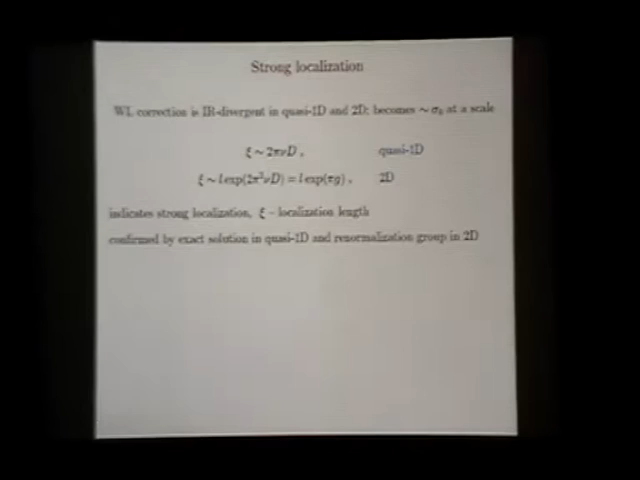 Strong localization
WL correction is IR-divergent in quasi-1D and 2D; becomes ∼ σ₀ at a scale
ξ ∼ 2πνD , quasi-1D
ξ ∼ l exp(2π²νD) = l exp(πg) , 2D
indicates strong localization, ξ – localization length
confirmed by exact solution in quasi-1D and renormalization group in 2D